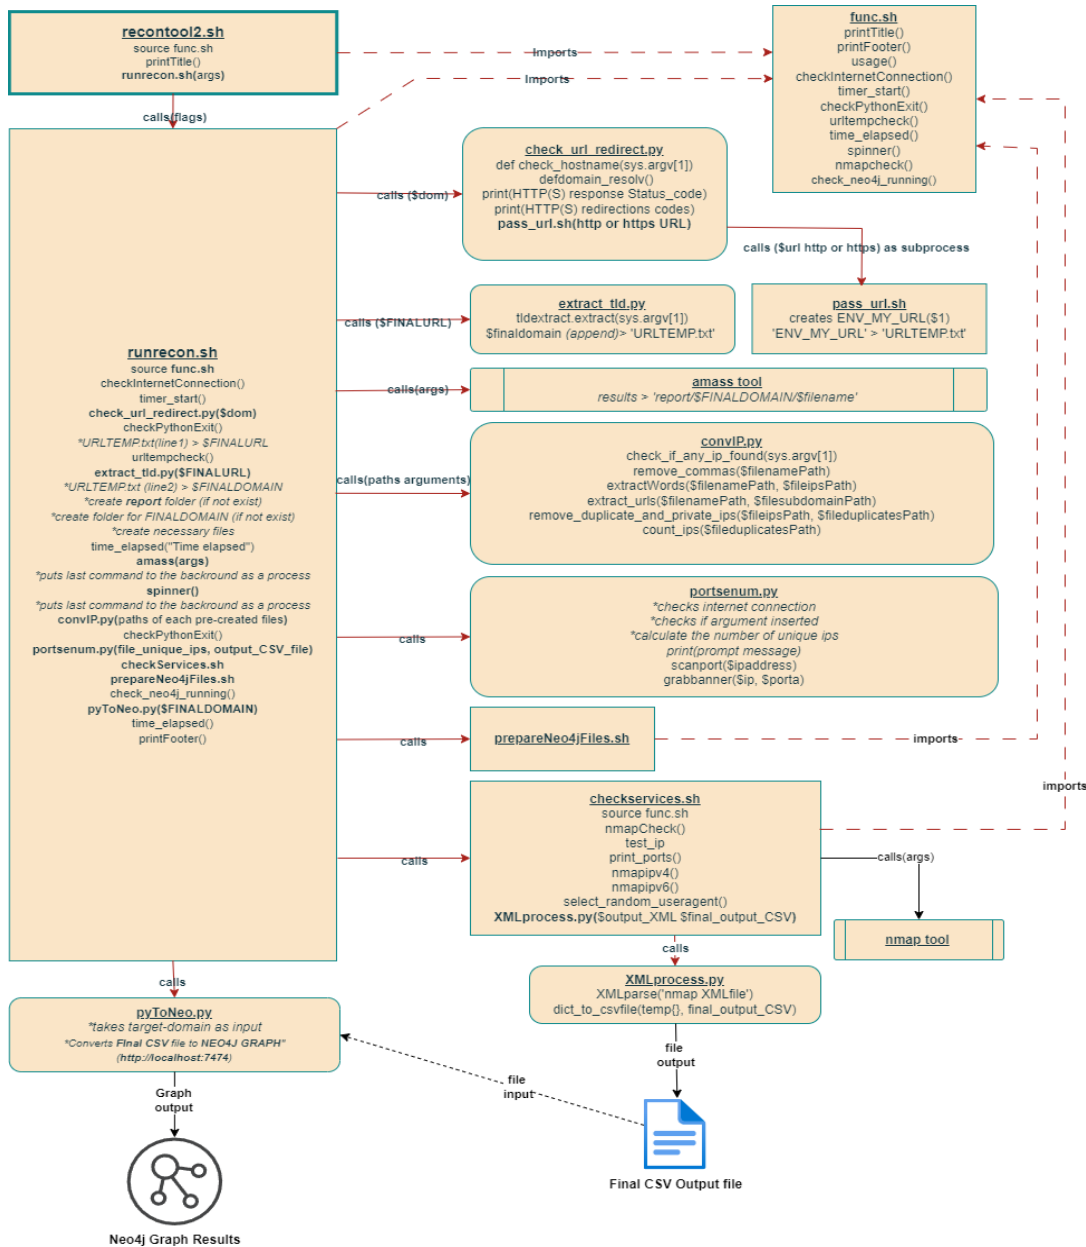 recontool2.sh
source func.sh
printTitle()
runrecon.sh(args)
Imports
Imports
func.sh
printTitle()
printFooter()
usage()
checkInternetConnection()
timer_start()
checkPythonExit()
urltempcheck()
time_elapsed()
spinner()
nmapcheck()
check_neo4j_running()
calls(flags)
calls ($dom)
check_url_redirect.py
def check_hostname(sys.argv[1])
defdomain_resolv()
print(HTTP(S) response Status_code)
print(HTTP(S) redirections codes)
pass_url.sh(http or https URL)
calls ($url http or https) as subprocess
calls ($FINALURL)
extract_tld.py
tldextract.extract(sys.argv[1])
$finaldomain (append)> 'URLTEMP.txt'
pass_url.sh
creates ENV_MY_URL($1)
'ENV_MY_URL' > 'URLTEMP.txt'
runrecon.sh
source func.sh
checkInternetConnection()
timer_start()
check_url_redirect.py($dom)
checkPythonExit()
*URLTEMP.txt(line1) > $FINALURL
urltempcheck()
extract_tld.py($FINALURL)
*URLTEMP.txt (line2) > $FINALDOMAIN
*create report folder (if not exist)
*create folder for FINALDOMAIN (if not exist)
*create necessary files
time_elapsed("Time elapsed")
amass(args)
*puts last command to the backround as a process
spinner()
*puts last command to the backround as a process
convIP.py(paths of each pre-created files)
checkPythonExit()
portsenum.py(file_unique_ips, output_CSV_file)
checkServices.sh
prepareNeo4jFiles.sh
check_neo4j_running()
pyToNeo.py($FINALDOMAIN)
time_elapsed()
printFooter()
calls(args)
amass tool
results > 'report/$FINALDOMAIN/$filename'
calls(paths arguments)
convIP.py
check_if_any_ip_found(sys.argv[1])
remove_commas($filenamePath)
extractWords($filenamePath, $fileipsPath)
extract_urls($filenamePath, $filesubdomainPath)
remove_duplicate_and_private_ips($fileipsPath, $fileduplicatesPath)
count_ips($fileduplicatesPath)
calls
portsenum.py
*checks internet connection
*checks if argument inserted
*calculate the number of unique ips
print(prompt message)
scanport($ipaddress)
grabbanner($ip, $porta)
calls
prepareNeo4jFiles.sh
imports
imports
calls
checkservices.sh
source func.sh
nmapCheck()
test_ip
print_ports()
nmapipv4()
nmapipv6()
select_random_useragent()
XMLprocess.py($output_XML $final_output_CSV)
calls(args)
nmap tool
calls
XMLprocess.py
XMLparse('nmap XMLfile')
dict_to_csvfile(temp{}, final_output_CSV)
calls
pyToNeo.py
*takes target-domain as input
*Converts FInal CSV file to NEO4J GRAPH"
(http://localhost:7474)
file
output
file
input
Graph
output
Final CSV Output file
Neo4j Graph Results